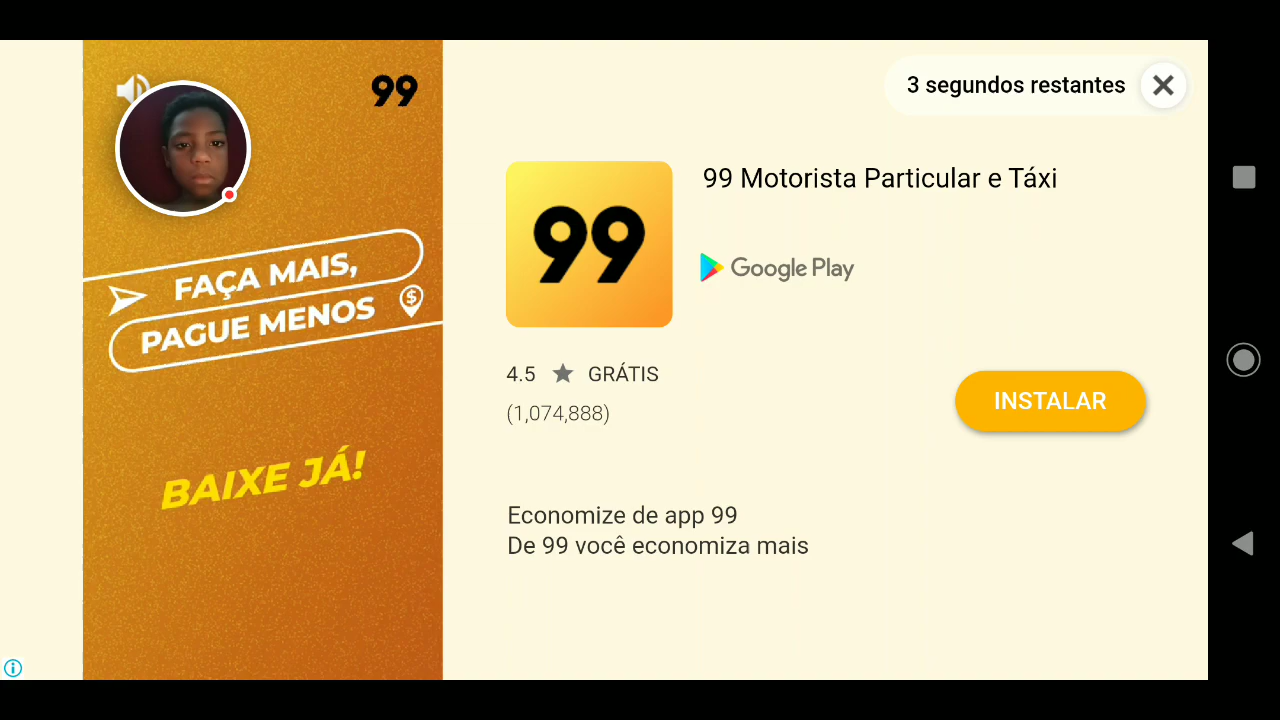 99
FAÇA MAIS,
PAGUE MENOS
BAIXE JÁ!
3 segundos restantes
99
99 Motorista Particular e Táxi
Google Play
4.5 GRÁTIS
(1,074,888)
INSTALAR
Economize de app 99
De 99 você economiza mais